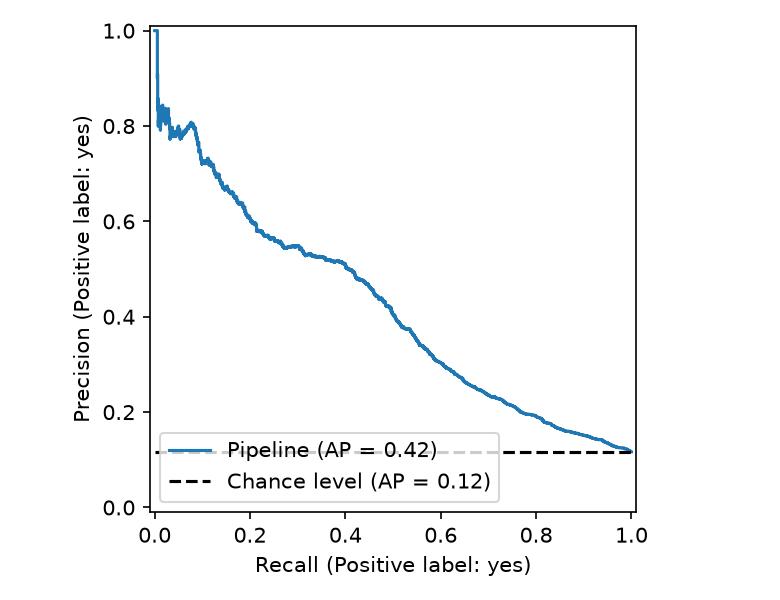 1.0
0.8
0.6
0.4
0.2
0.0
Precision (Positive label: yes)
Pipeline (AP = 0.42)
Chance level (AP = 0.12)
0.0 0.2 0.4 0.6 0.8 1.0
Recall (Positive label: yes)